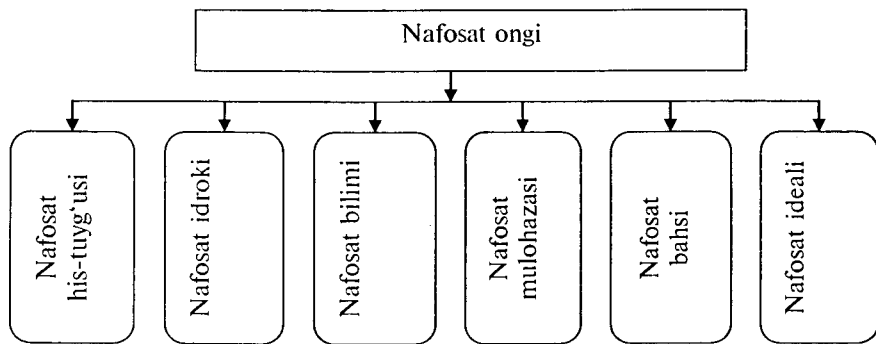 Nafosat ongi
Nafosat
his-tuyg‘usi
Nafosat idroki
Nafosat bilimi
Nafosat
mulohazasi
Nafosat
bahsi
Nafosat ideali